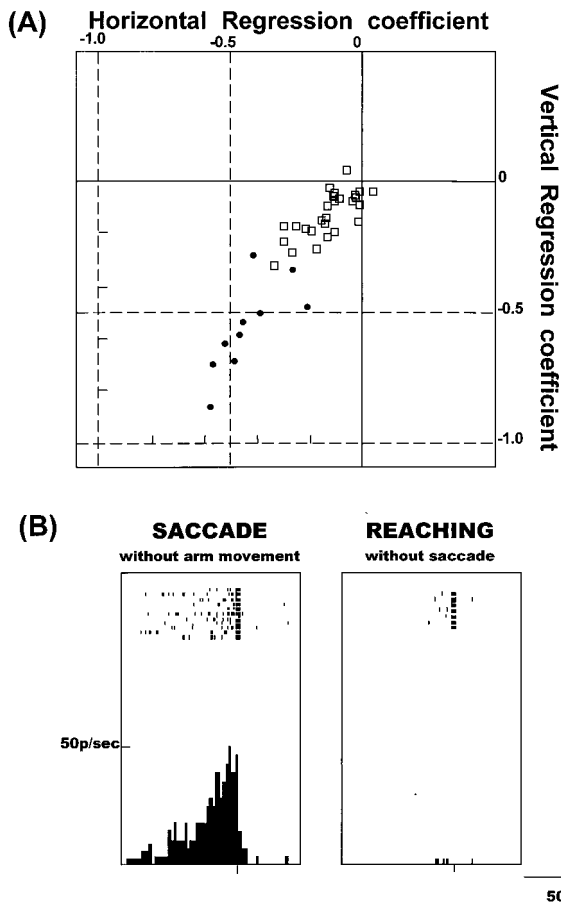 (A)
Horizontal Regression coefficient
-1.0 -0.5 0
0
-0.5
-1.0
Vertical Regression coefficient
(B)
SACCADE
without arm movement
REACHING
without saccade
50p/sec
50